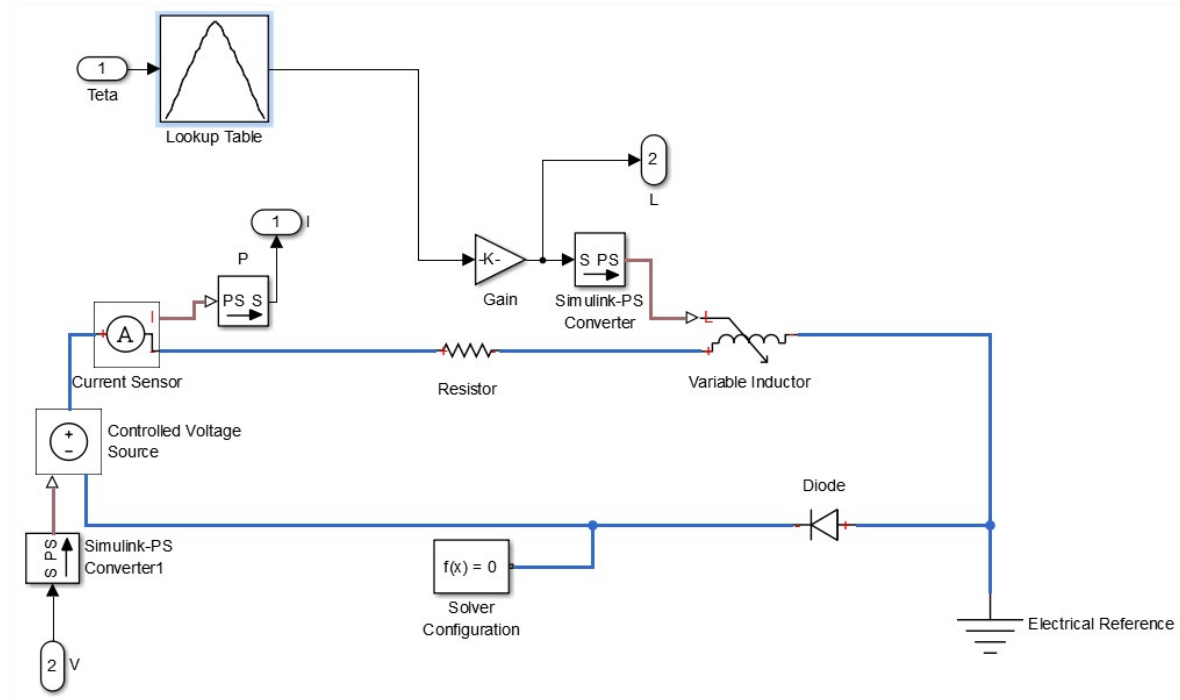 1
Teta
Lookup Table
2
L
1
I
P
PS S
I
-K-
Gain
S PS
Simulink-PS
Converter
L
+
A
-
Current Sensor
+
-
Resistor
+
-
Variable Inductor
+
−
Controlled Voltage
Source
Diode
-
+
S PS
Simulink-PS
Converter1
f(x) = 0
Solver
Configuration
Electrical Reference
2
V